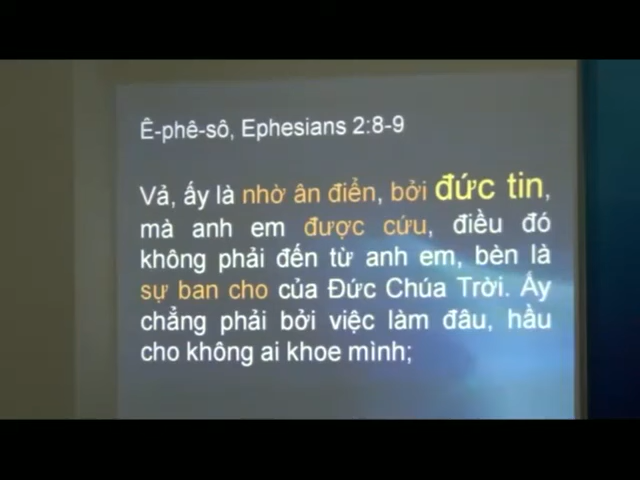 Ê-phê-sô, Ephesians 2:8-9
Vả, ấy là nhờ ân điển, bởi đức tin,
mà anh em được cứu, điều đó
không phải đến từ anh em, bèn là
sự ban cho của Đức Chúa Trời. Ấy
chẳng phải bởi việc làm đâu, hầu
cho không ai khoe mình;